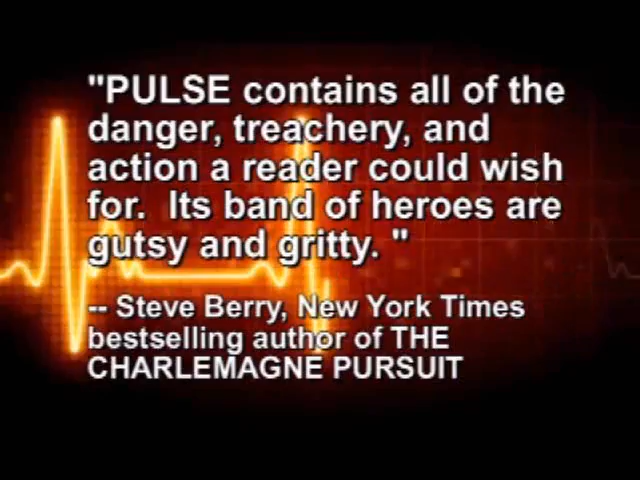 "PULSE contains all of the
danger, treachery, and
action a reader could wish
for.  Its band of heroes are
gutsy and gritty. "
-- Steve Berry, New York Times
bestselling author of THE
CHARLEMAGNE PURSUIT